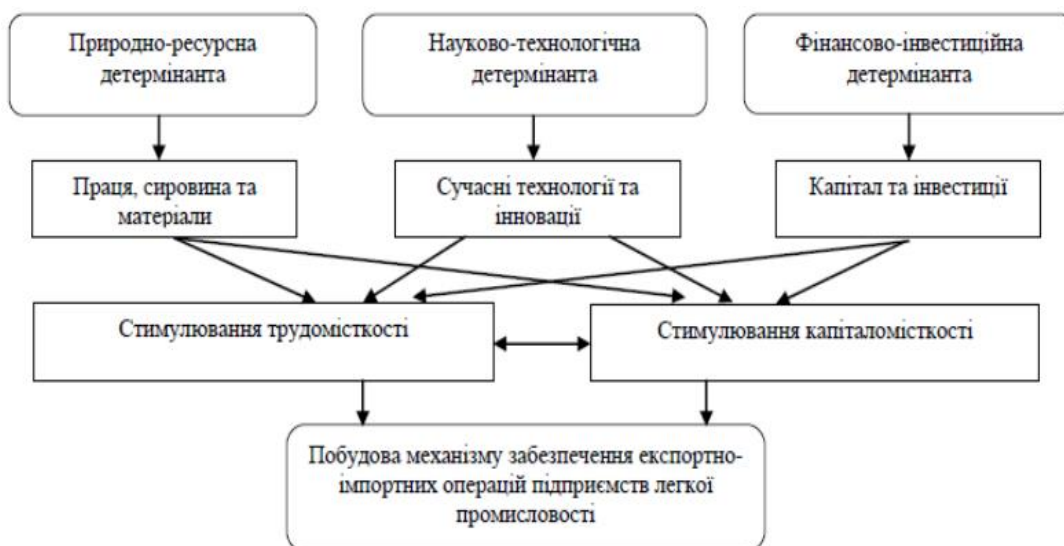 Природно-ресурсна
детермінанта
Науково-технологічна
детермінанта
Фінансово-інвестиційна
детермінанта
Праця, сировина та
матеріали
Сучасні технології та
інновації
Капітал та інвестиції
Стимулювання трудомісткості
Стимулювання капіталомісткості
Побудова механізму забезпечення експортно-
імпортних операцій підприємств легкої
промисловості